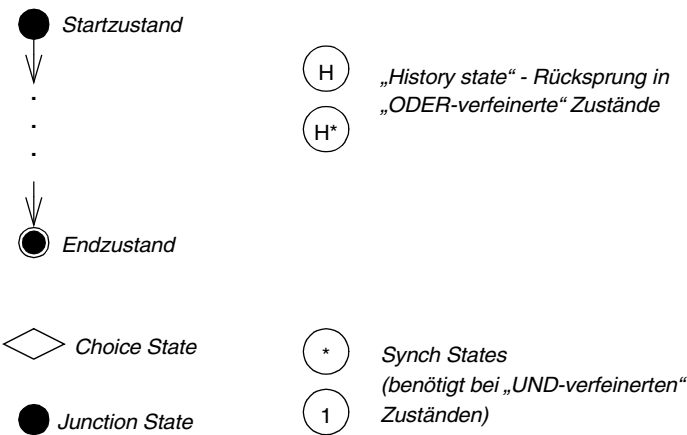 Startzustand
H
„History state“ - Rücksprung in
„ODER-verfeinerte“ Zustände
H*
Endzustand
Choice State
*
Synch States
(benötigt bei „UND-verfeinerten“
Zuständen)
1
Junction State